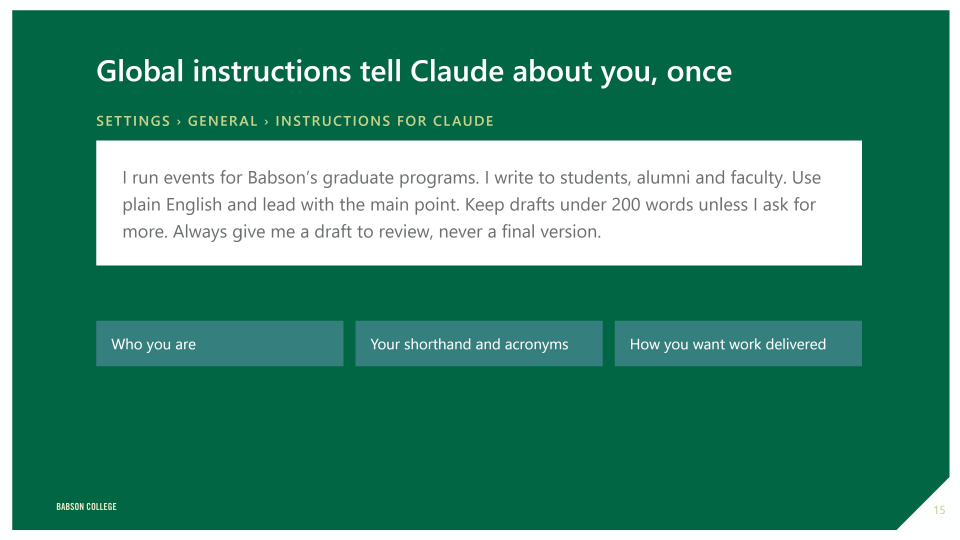 Global instructions tell Claude about you, once
SETTINGS › GENERAL › INSTRUCTIONS FOR CLAUDE
I run events for Babson’s graduate programs. I write to students, alumni and faculty. Use
plain English and lead with the main point. Keep drafts under 200 words unless I ask for
more. Always give me a draft to review, never a final version.
Who you are
Your shorthand and acronyms
How you want work delivered
BABSON COLLEGE
15